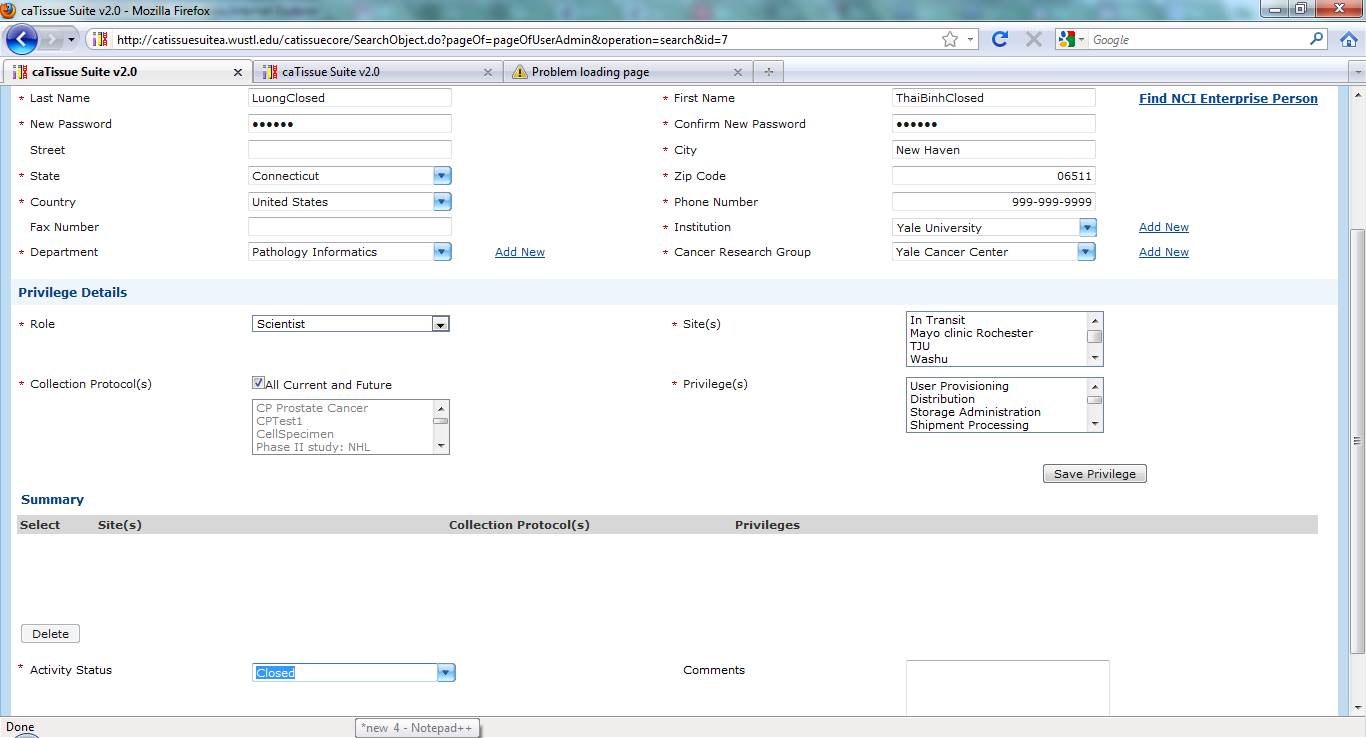 caTissue Suite v2.0 - Mozilla Firefox
http://catissuesuitea.wustl.edu/catissuecore/SearchObject.do?pageOf=pageOfUserAdmin&operation=search&id=7
Google
caTissue Suite v2.0
caTissue Suite v2.0
Problem loading page
* Last Name LuongClosed * First Name ThaiBinhClosed Find NCI Enterprise Person
* New Password •••••• * Confirm New Password ••••••
Street * City New Haven
* State Connecticut * Zip Code 06511
* Country United States * Phone Number 999-999-9999
Fax Number * Institution Yale University Add New
* Department Pathology Informatics Add New * Cancer Research Group Yale Cancer Center Add New
Privilege Details
* Role Scientist * Site(s)
In Transit
Mayo clinic Rochester
TJU
Washu
* Collection Protocol(s) All Current and Future
CP Prostate Cancer
CPTest1
CellSpecimen
Phase II study: NHL
* Privilege(s)
User Provisioning
Distribution
Storage Administration
Shipment Processing
Save Privilege
Summary
Select Site(s) Collection Protocol(s) Privileges
Delete
* Activity Status Closed Comments
Done
*new 4 - Notepad++